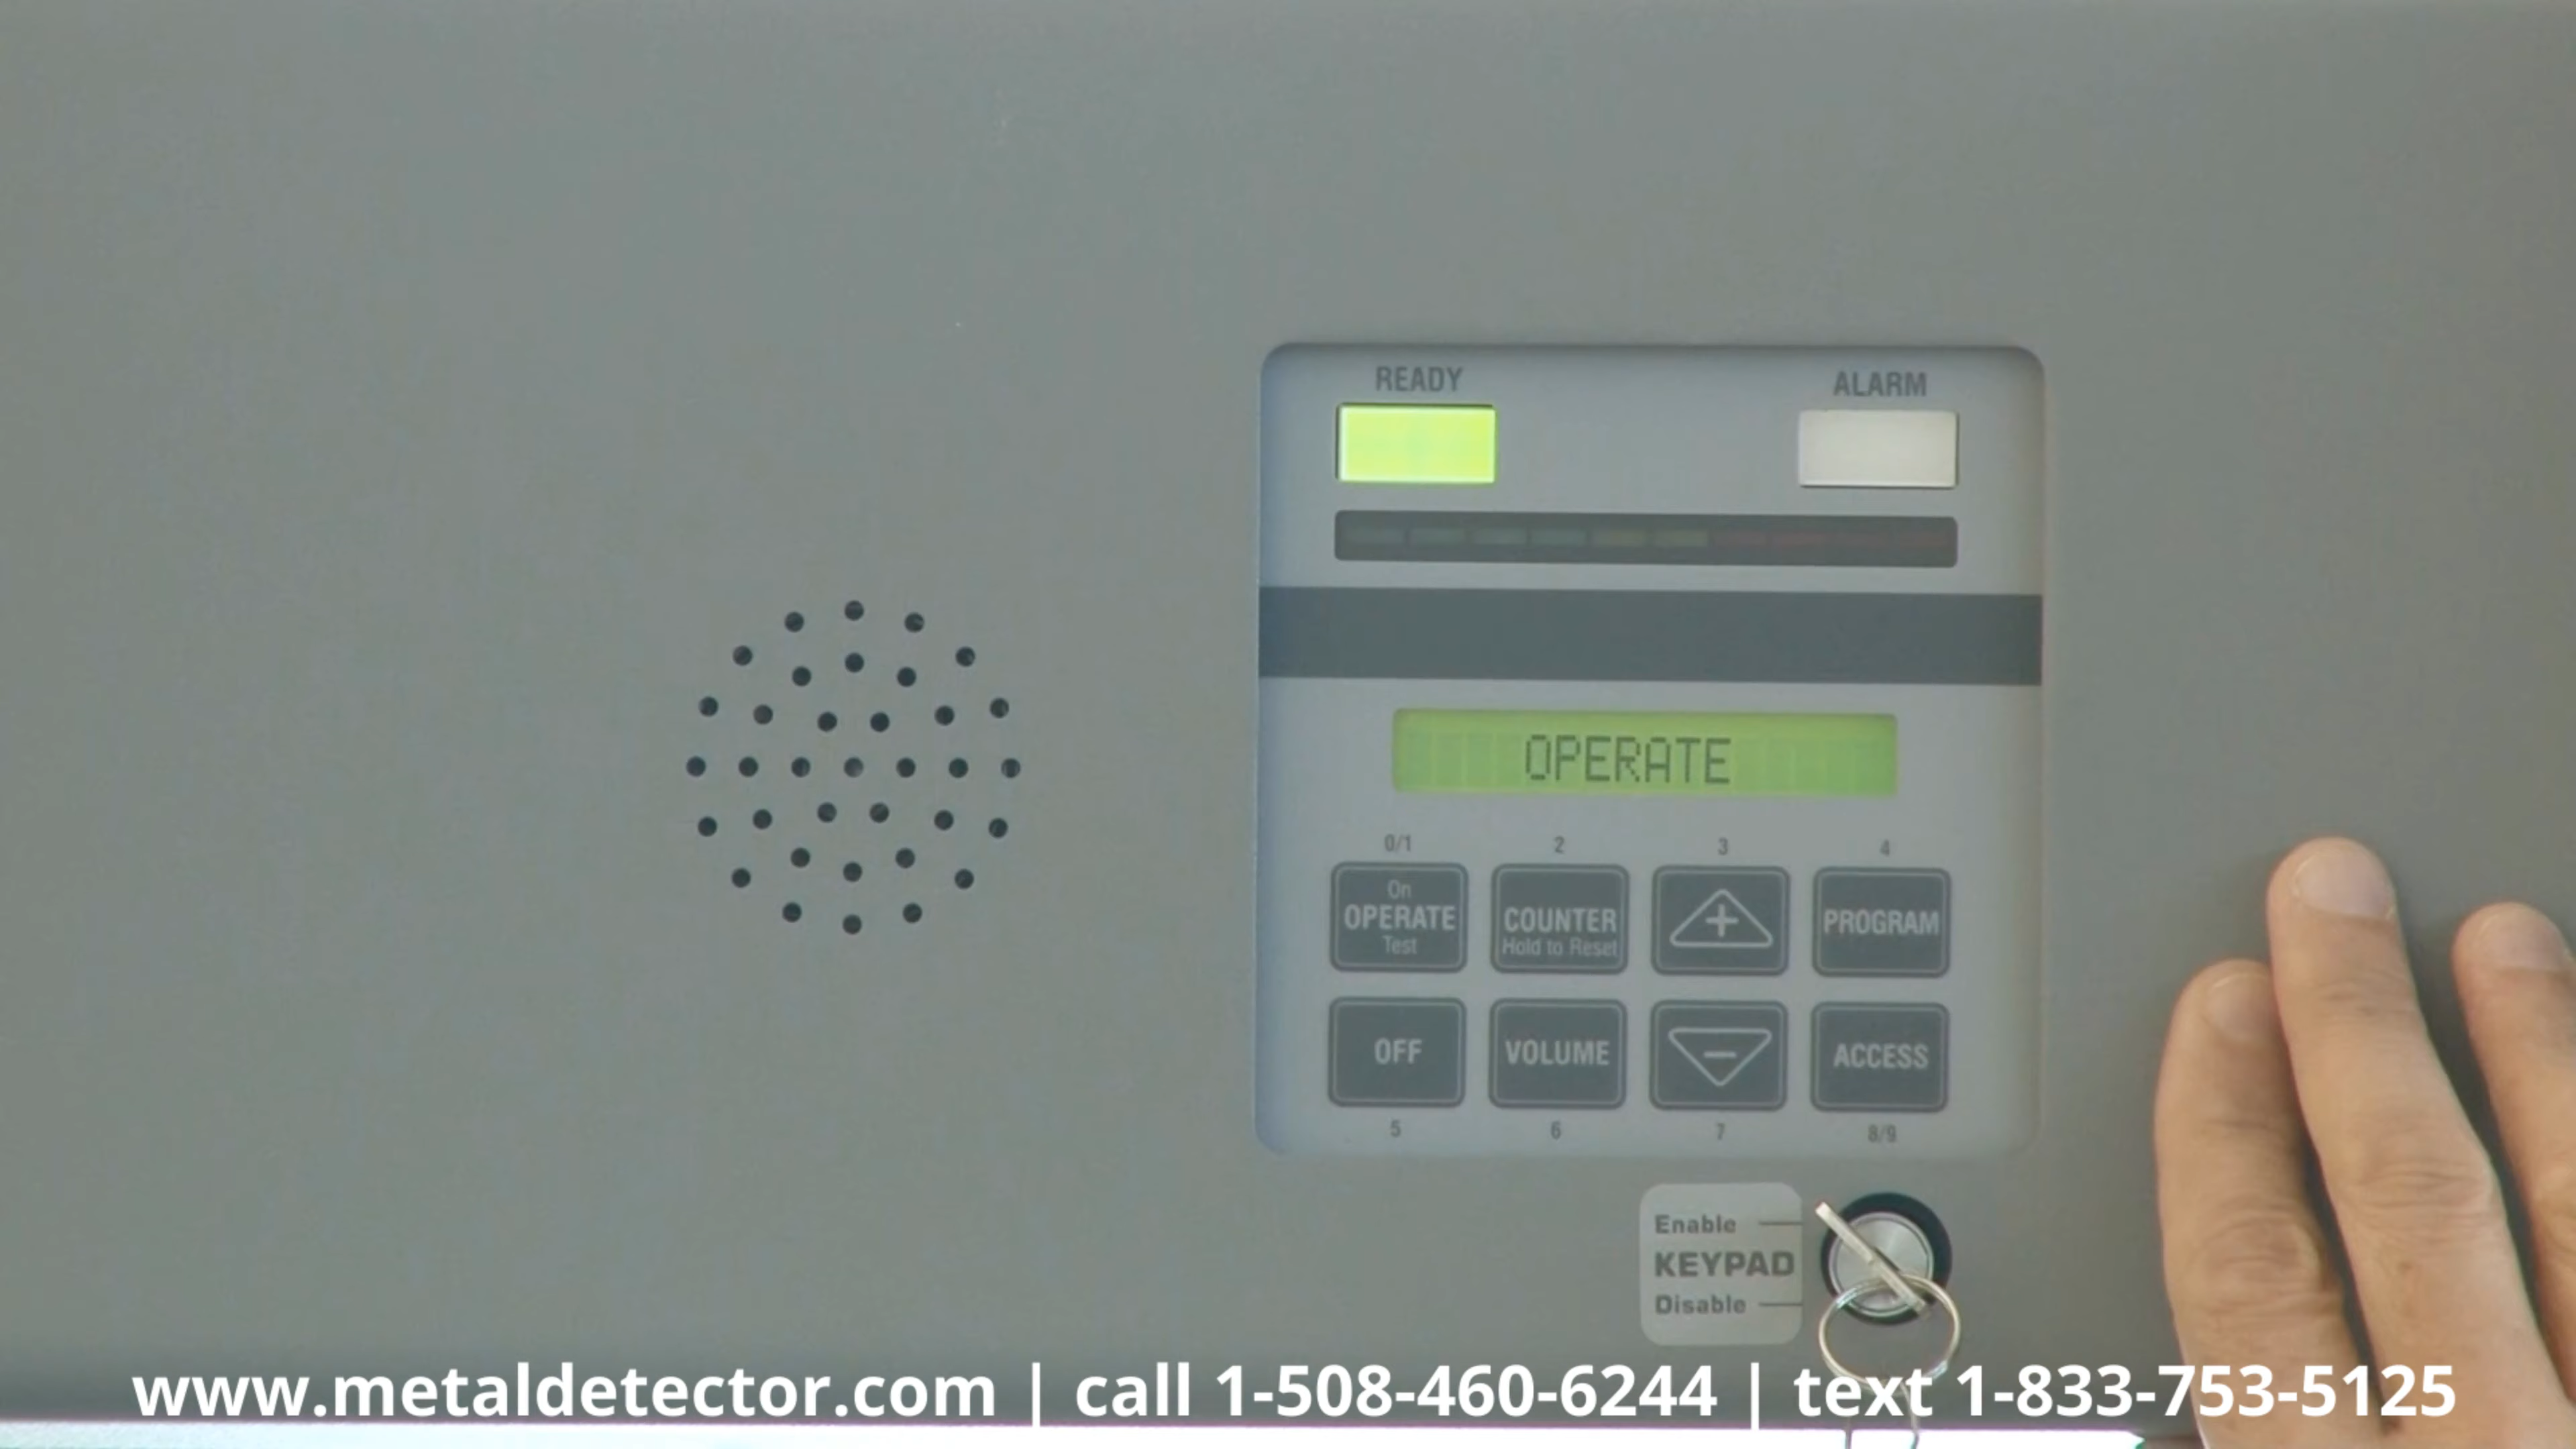 READY
ALARM
OPERATE
0/1 2 3 4
On
OPERATE
Test
COUNTER
Hold to Reset
+
PROGRAM
OFF
VOLUME
−
ACCESS
5 6 7 8/9
Enable
KEYPAD
Disable
www.metaldetector.com | call 1-508-460-6244 | text 1-833-753-5125